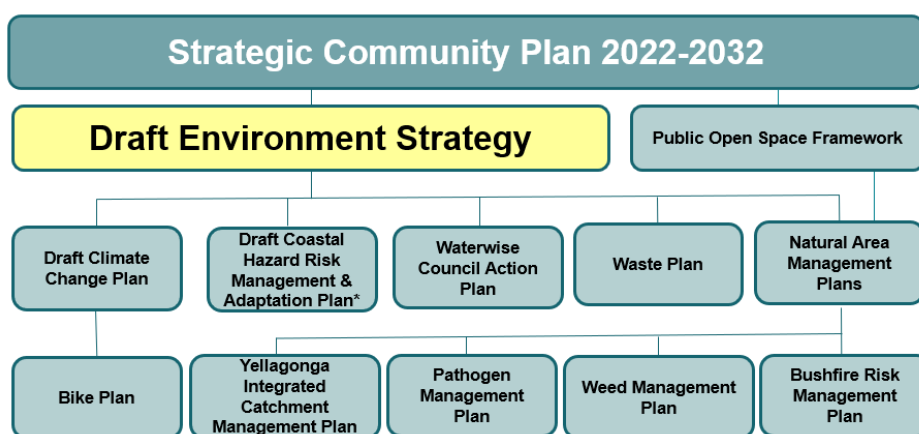 Strategic Community Plan 2022-2032
Draft Environment Strategy
Public Open Space Framework
Draft Climate
Change Plan
Draft Coastal
Hazard Risk
Management &
Adaptation Plan*
Waterwise
Council Action
Plan
Waste Plan
Natural Area
Management
Plans
Bike Plan
Yellagonga
Integrated
Catchment
Management Plan
Pathogen
Management
Plan
Weed Management
Plan
Bushfire Risk
Management
Plan